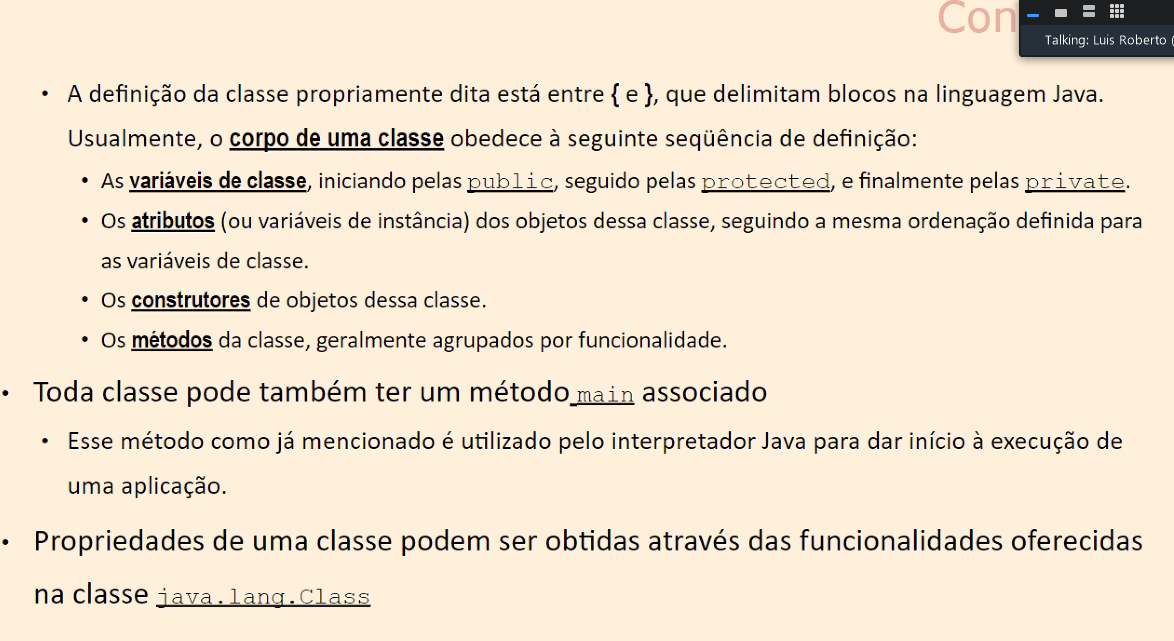 Con
Talking: Luis Roberto (
• A definição da classe propriamente dita está entre { e }, que delimitam blocos na linguagem Java.
Usualmente, o corpo de uma classe obedece à seguinte seqüência de definição:
• As variáveis de classe, iniciando pelas public, seguido pelas protected, e finalmente pelas private.
• Os atributos (ou variáveis de instância) dos objetos dessa classe, seguindo a mesma ordenação definida para
as variáveis de classe.
• Os construtores de objetos dessa classe.
• Os métodos da classe, geralmente agrupados por funcionalidade.
• Toda classe pode também ter um método main associado
• Esse método como já mencionado é utilizado pelo interpretador Java para dar início à execução de
uma aplicação.
• Propriedades de uma classe podem ser obtidas através das funcionalidades oferecidas
na classe java.lang.Class